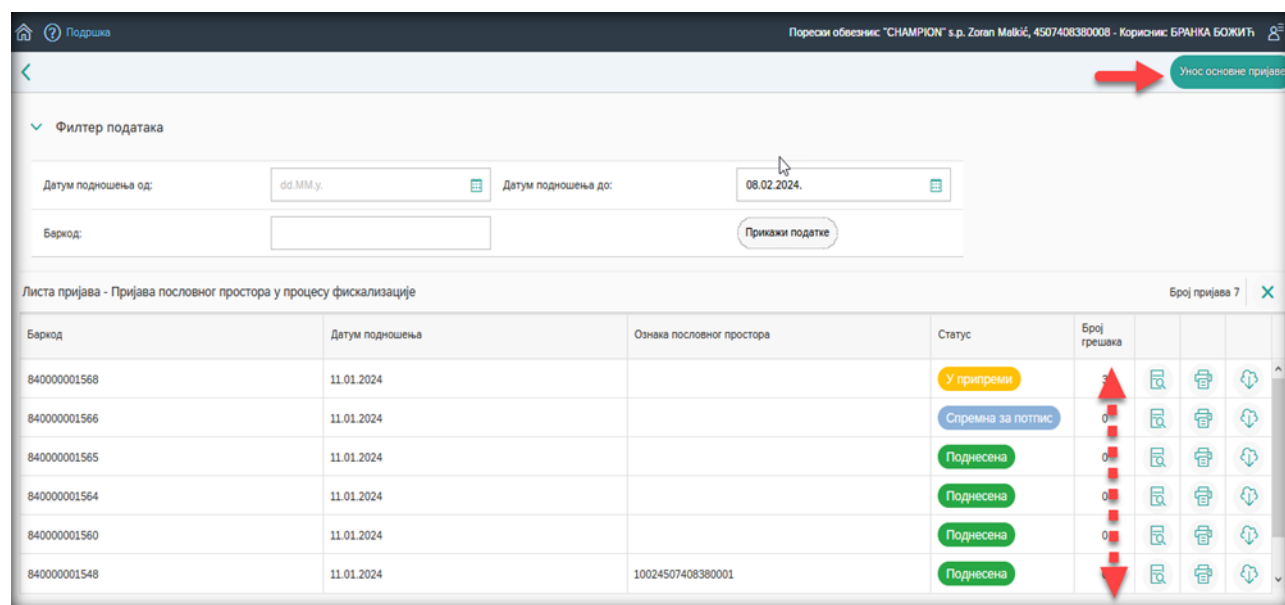 Подршка
Порески обвезник: "CHAMPION" s.p. Zoran Malkić, 4507408380008 - Корисник: БРАНКА БОЖИЋ
Унос основне пријаве
Филтер података
Датум подношења од: dd.MM.y. Датум подношења до: 08.02.2024.
Баркод: Прикажи податке
Листа пријава - Пријава пословног простора у процесу фискализације Број пријава 7
Баркод Датум подношења Ознака пословног простора Статус Број грешака
840000001568 11.01.2024 У припреми 3
840000001566 11.01.2024 Спремна за потпис 0
840000001565 11.01.2024 Поднесена 0
840000001564 11.01.2024 Поднесена 0
840000001560 11.01.2024 Поднесена 0
840000001548 11.01.2024 10024507408380001 Поднесена